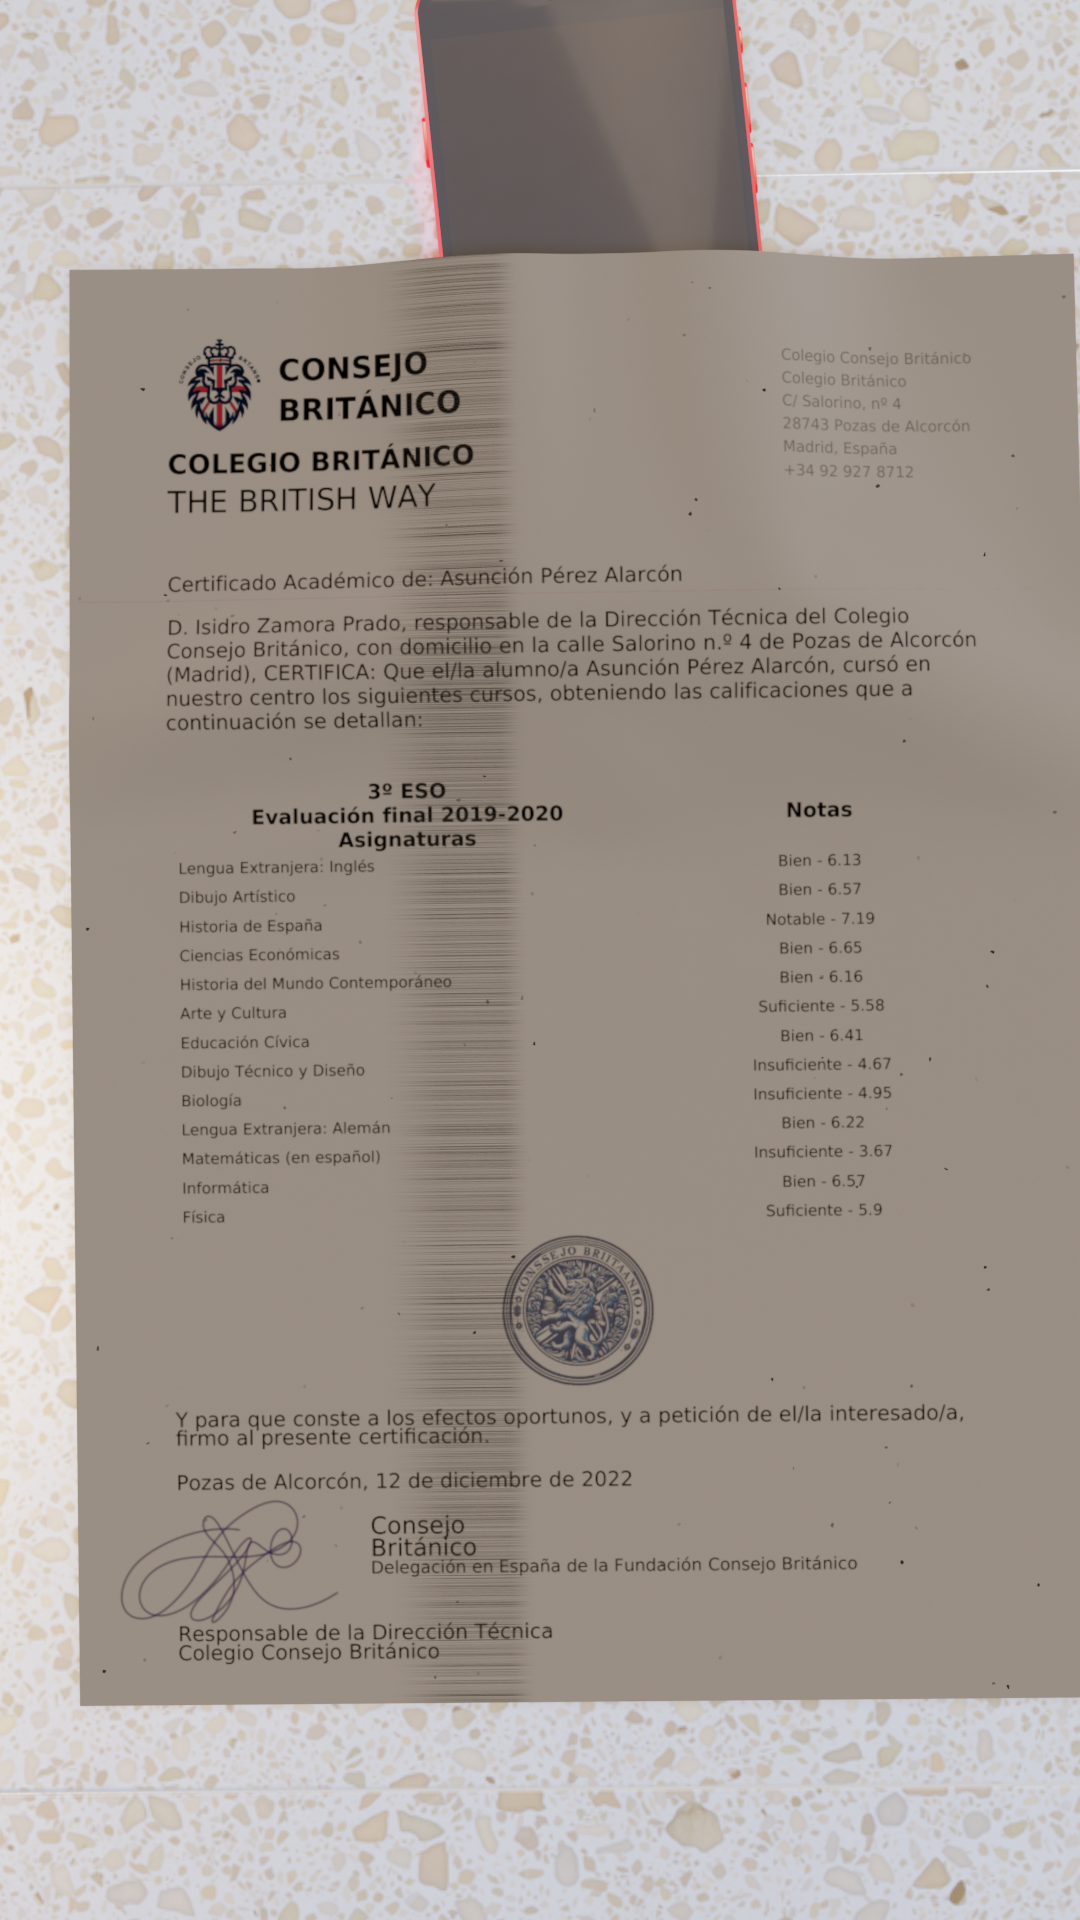 CONSEJO
BRITÁNICO
COLEGIO BRITÁNICO
THE BRITISH WAY
Colegio Consejo Británico
Colegio Británico
C/ Salorino, nº 4
28743 Pozas de Alcorcón
Madrid, España
+34 92 927 8712
Certificado Académico de: Asunción Pérez Alarcón
D. Isidro Zamora Prado, responsable de la Dirección Técnica del Colegio
Consejo Británico, con domicilio en la calle Salorino n.º 4 de Pozas de Alcorcón
(Madrid), CERTIFICA: Que el/la alumno/a Asunción Pérez Alarcón, cursó en
nuestro centro los siguientes cursos, obteniendo las calificaciones que a
continuación se detallan:
3º ESO
Evaluación final 2019-2020
Asignaturas
Notas
Lengua Extranjera: Inglés Bien - 6.13
Dibujo Artístico Bien - 6.57
Historia de España Notable - 7.19
Ciencias Económicas Bien - 6.65
Historia del Mundo Contemporáneo Bien - 6.16
Arte y Cultura Suficiente - 5.58
Educación Cívica Bien - 6.41
Dibujo Técnico y Diseño Insuficiente - 4.67
Biología Insuficiente - 4.95
Lengua Extranjera: Alemán Bien - 6.22
Matemáticas (en español) Insuficiente - 3.67
Informática Bien - 6.57
Física Suficiente - 5.9
Y para que conste a los efectos oportunos, y a petición de el/la interesado/a,
firmo al presente certificación.
Pozas de Alcorcón, 12 de diciembre de 2022
Consejo
Británico
Delegación en España de la Fundación Consejo Británico
Responsable de la Dirección Técnica
Colegio Consejo Británico